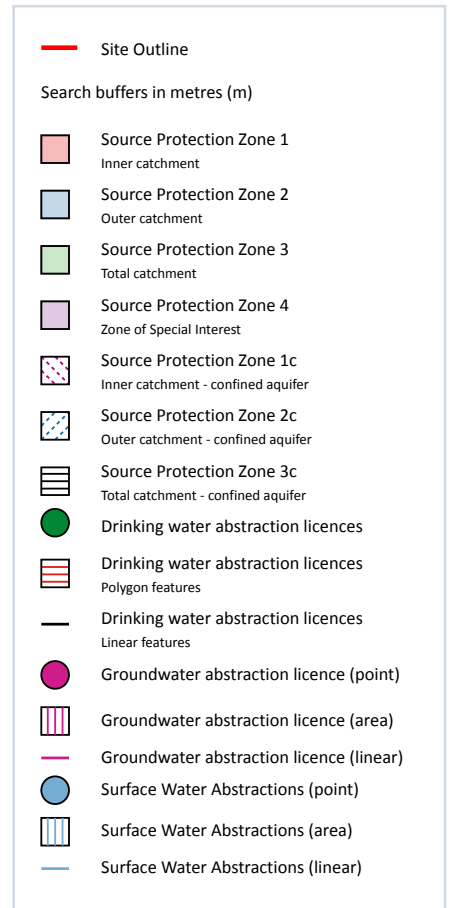 Site Outline
Search buffers in metres (m)
Source Protection Zone 1
Inner catchment
Source Protection Zone 2
Outer catchment
Source Protection Zone 3
Total catchment
Source Protection Zone 4
Zone of Special Interest
Source Protection Zone 1c
Inner catchment - confined aquifer
Source Protection Zone 2c
Outer catchment - confined aquifer
Source Protection Zone 3c
Total catchment - confined aquifer
Drinking water abstraction licences
Drinking water abstraction licences
Polygon features
Drinking water abstraction licences
Linear features
Groundwater abstraction licence (point)
Groundwater abstraction licence (area)
Groundwater abstraction licence (linear)
Surface Water Abstractions (point)
Surface Water Abstractions (area)
Surface Water Abstractions (linear)